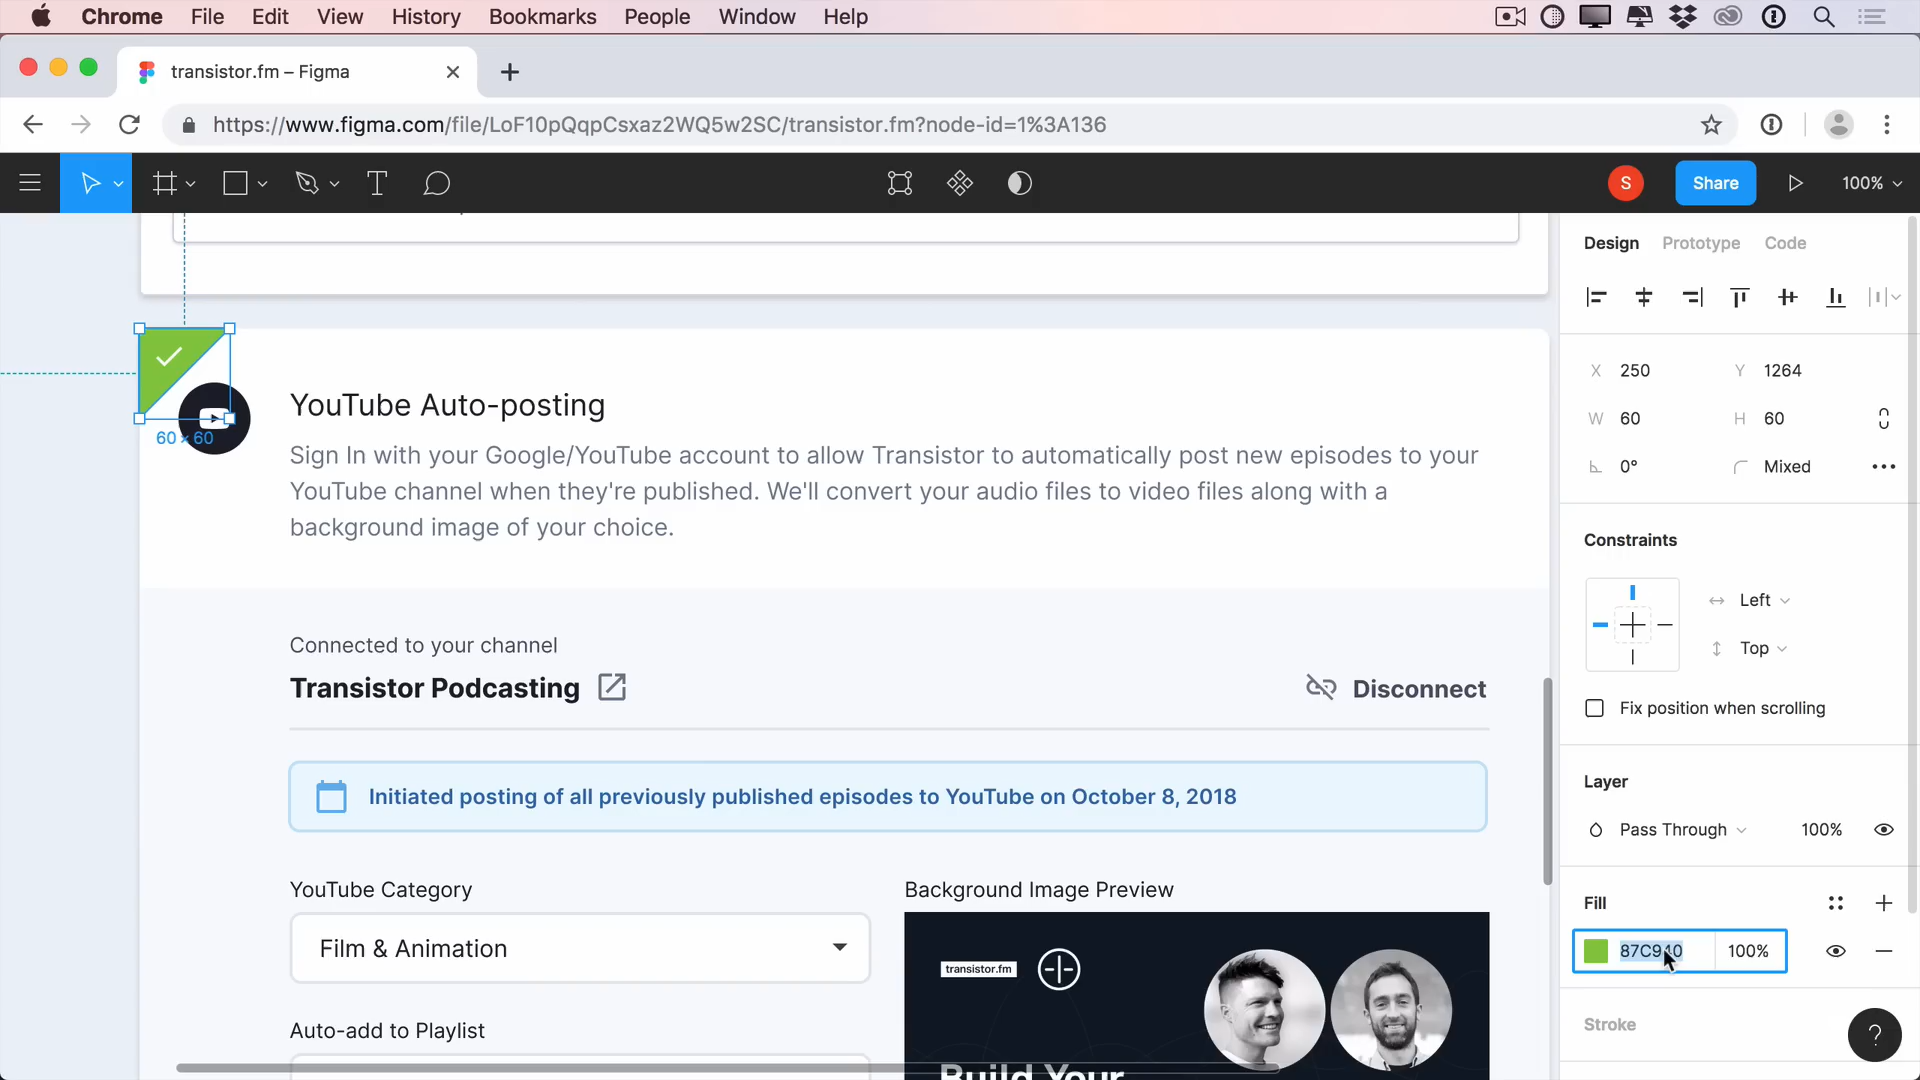 Chrome File Edit View History Bookmarks People Window Help
transistor.fm – Figma
https://www.figma.com/file/LoF10pQqpCsxaz2WQ5w2SC/transistor.fm?node-id=1%3A136
S Share 100%
Design Prototype Code
X 250 Y 1264
W 60 H 60
0° Mixed
Constraints
Left
Top
Fix position when scrolling
Layer
Pass Through 100%
Fill
87C940 100%
Stroke
?
60 × 60
YouTube Auto-posting
Sign In with your Google/YouTube account to allow Transistor to automatically post new episodes to your
YouTube channel when they're published. We'll convert your audio files to video files along with a
background image of your choice.
Connected to your channel
Transistor Podcasting Disconnect
Initiated posting of all previously published episodes to YouTube on October 8, 2018
YouTube Category
Film & Animation
Auto-add to Playlist
Background Image Preview
transistor.fm
Build Your